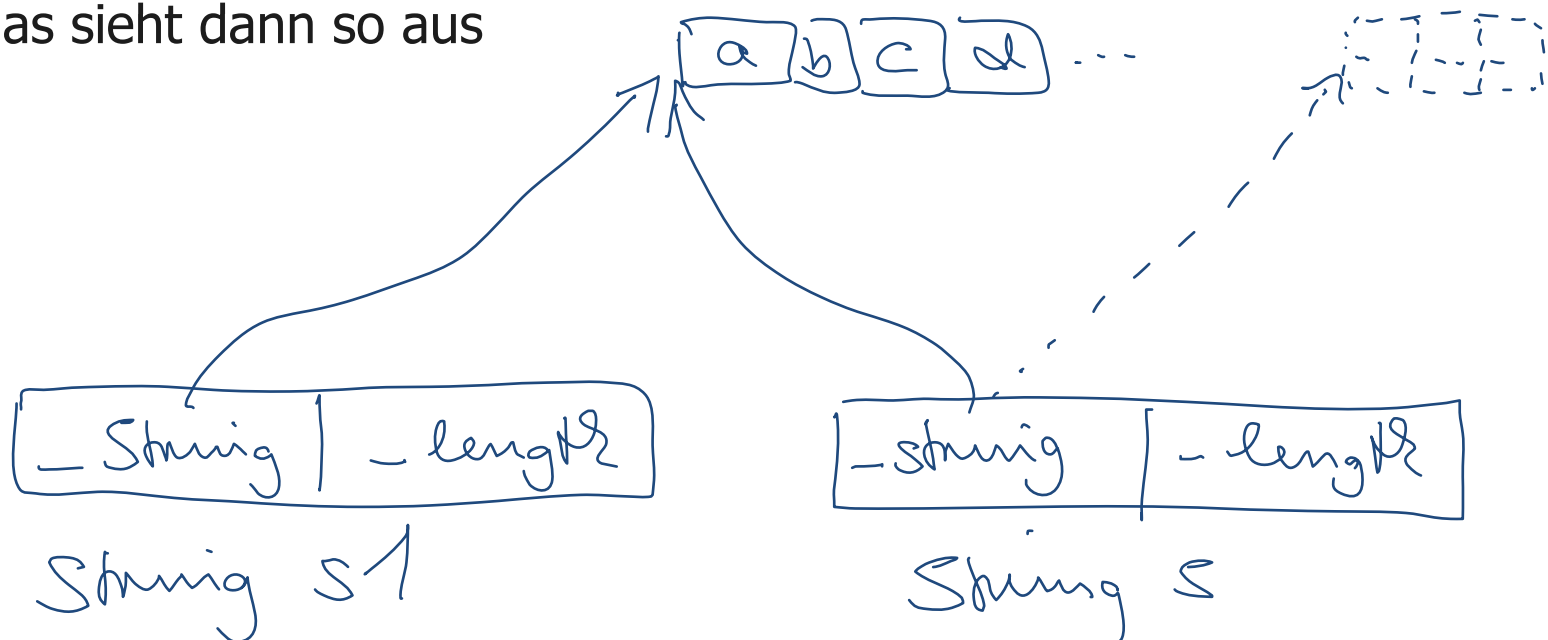 as sieht dann so aus
a b c d ...
_String _length
_string _length
String s1
String s